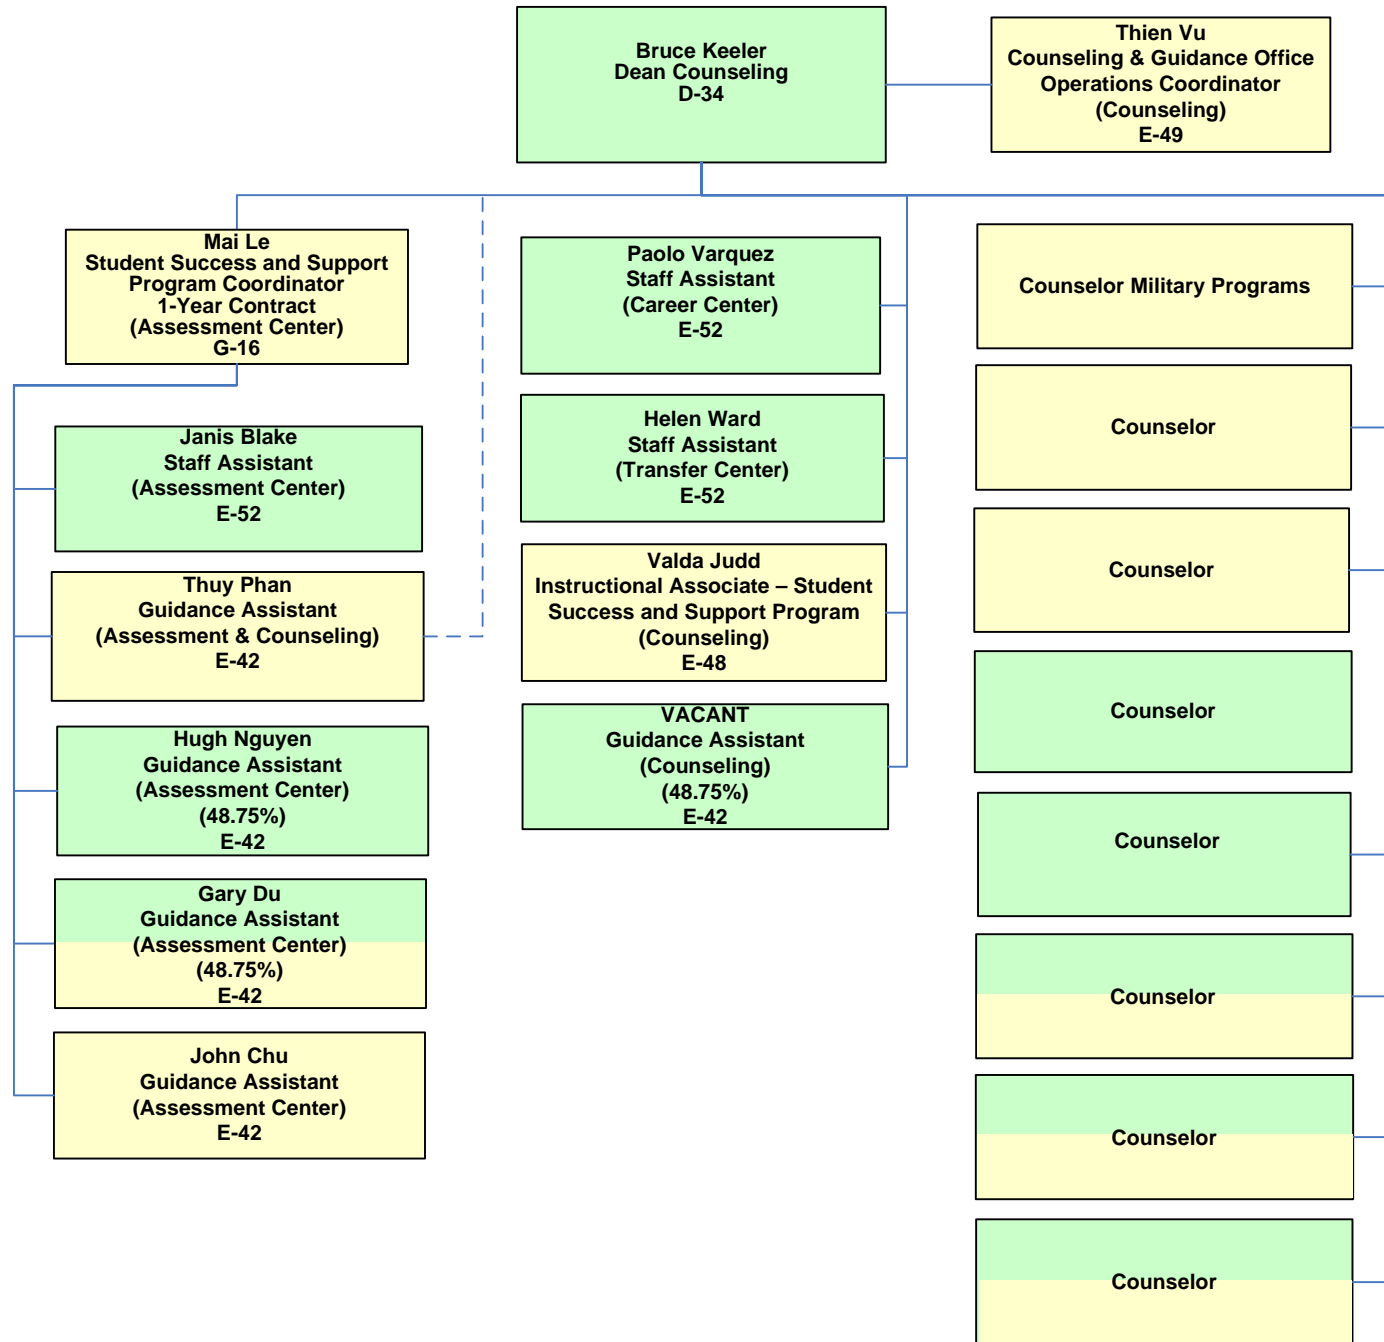 Bruce Keeler
Dean Counseling
D-34
Thien Vu
Counseling & Guidance Office
Operations Coordinator
(Counseling)
E-49
Mai Le
Student Success and Support
Program Coordinator
1-Year Contract
(Assessment Center)
G-16
Janis Blake
Staff Assistant
(Assessment Center)
E-52
Thuy Phan
Guidance Assistant
(Assessment & Counseling)
E-42
Hugh Nguyen
Guidance Assistant
(Assessment Center)
(48.75%)
E-42
Gary Du
Guidance Assistant
(Assessment Center)
(48.75%)
E-42
John Chu
Guidance Assistant
(Assessment Center)
E-42
Paolo Varquez
Staff Assistant
(Career Center)
E-52
Helen Ward
Staff Assistant
(Transfer Center)
E-52
Valda Judd
Instructional Associate – Student
Success and Support Program
(Counseling)
E-48
VACANT
Guidance Assistant
(Counseling)
(48.75%)
E-42
Counselor Military Programs
Counselor
Counselor
Counselor
Counselor
Counselor
Counselor
Counselor